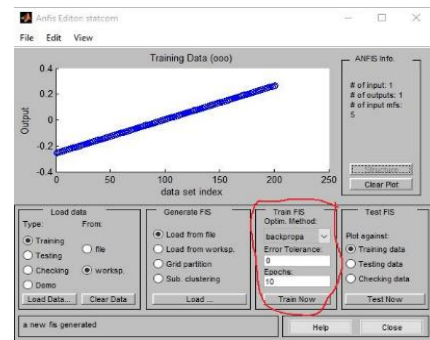 Anfis Editor: statcom
File Edit View
Training Data (ooo)
0.4
0.2
0
-0.2
-0.4
Output
0 50 100 150 200 250
data set index
ANFIS Info.
# of input: 1
# of outputs: 1
# of input mfs:
5
Structure
Clear Plot
Load data
Type: From:
Training
Testing
Checking
Demo
file
worksp.
Load Data... Clear Data
Generate FIS
Load from file
Load from worksp.
Grid partition
Sub. clustering
Load ...
Train FIS
Optim. Method:
backpropa
Error Tolerance:
0
Epochs:
10
Train Now
Test FIS
Plot against:
Training data
Testing data
Checking data
Test Now
a new fis generated
Help Close